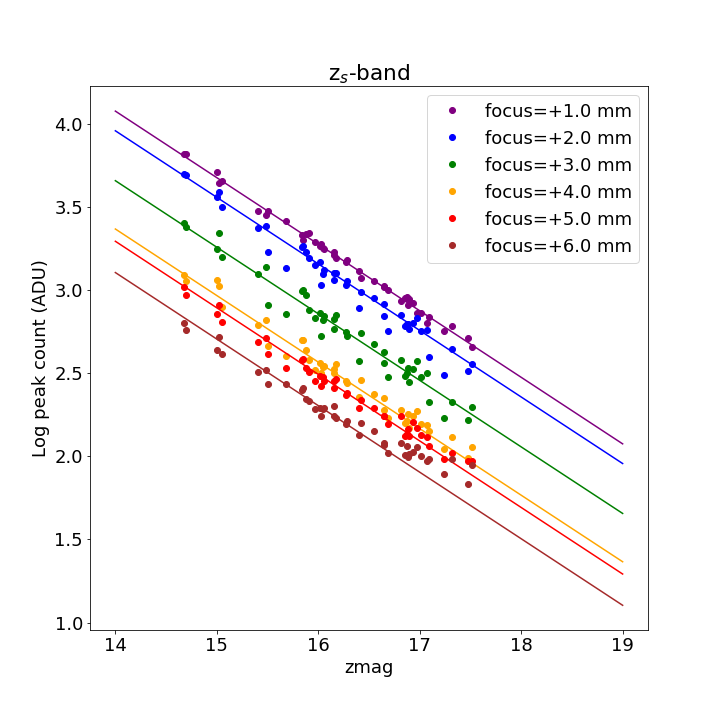 z_s-band
focus=+1.0 mm
focus=+2.0 mm
focus=+3.0 mm
focus=+4.0 mm
focus=+5.0 mm
focus=+6.0 mm
Log peak count (ADU)
4.0
3.5
3.0
2.5
2.0
1.5
1.0
14 15 16 17 18 19
zmag